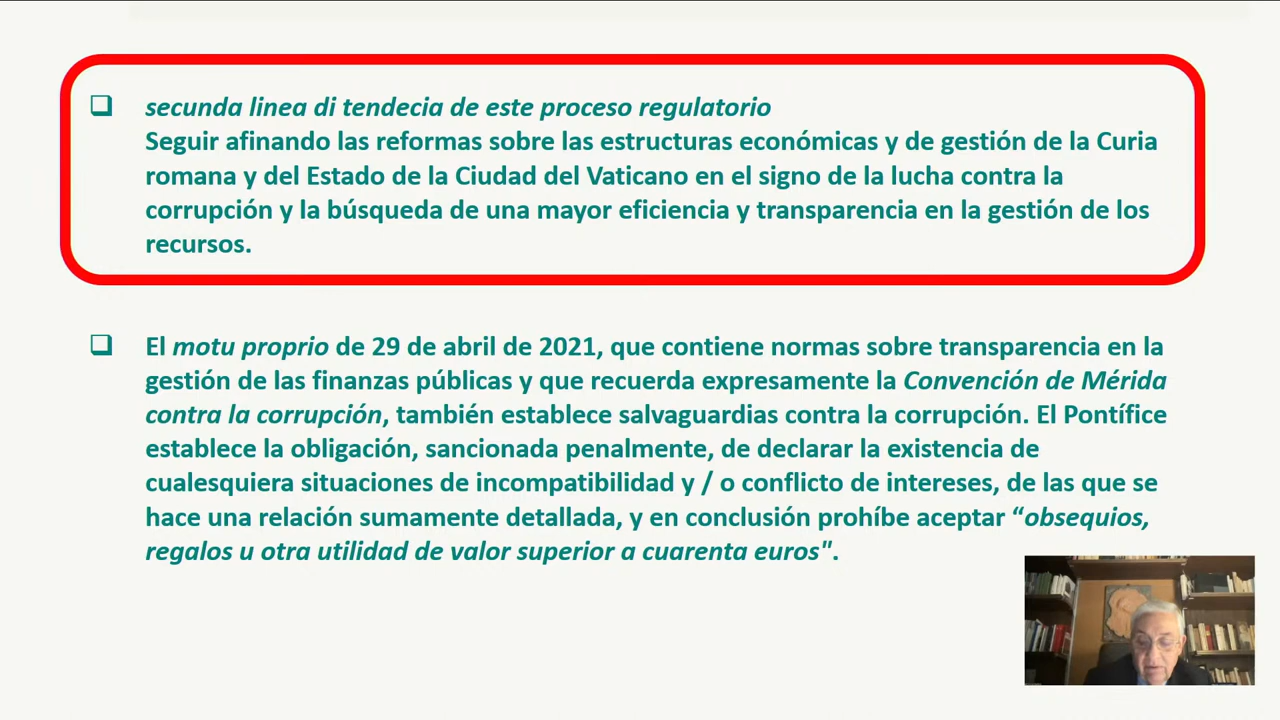 secunda linea di tendecia de este proceso regulatorio
Seguir afinando las reformas sobre las estructuras económicas y de gestión de la Curia
romana y del Estado de la Ciudad del Vaticano en el signo de la lucha contra la
corrupción y la búsqueda de una mayor eficiencia y transparencia en la gestión de los
recursos.
El motu proprio de 29 de abril de 2021, que contiene normas sobre transparencia en la
gestión de las finanzas públicas y que recuerda expresamente la Convención de Mérida
contra la corrupción, también establece salvaguardias contra la corrupción. El Pontífice
establece la obligación, sancionada penalmente, de declarar la existencia de
cualesquiera situaciones de incompatibilidad y / o conflicto de intereses, de las que se
hace una relación sumamente detallada, y en conclusión prohíbe aceptar “obsequios,
regalos u otra utilidad de valor superior a cuarenta euros".